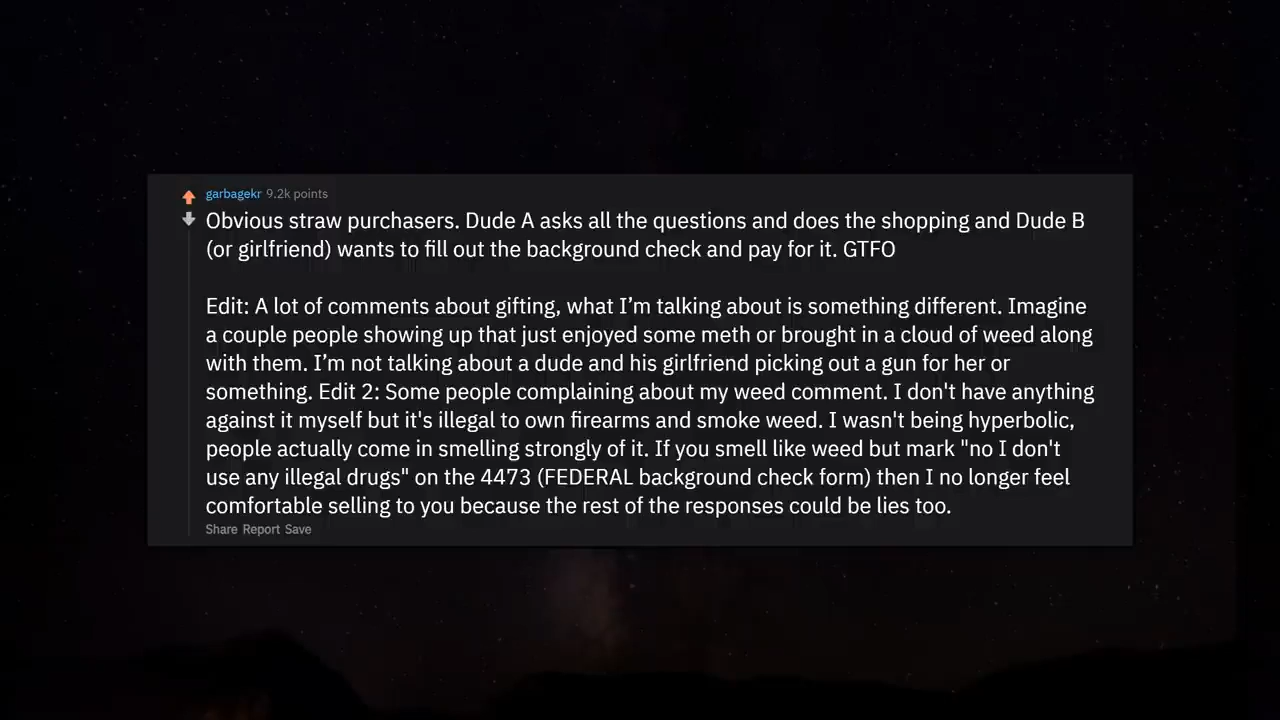 garbagekr 9.2k points
Obvious straw purchasers. Dude A asks all the questions and does the shopping and Dude B
(or girlfriend) wants to fill out the background check and pay for it. GTFO
Edit: A lot of comments about gifting, what I’m talking about is something different. Imagine
a couple people showing up that just enjoyed some meth or brought in a cloud of weed along
with them. I’m not talking about a dude and his girlfriend picking out a gun for her or
something. Edit 2: Some people complaining about my weed comment. I don't have anything
against it myself but it's illegal to own firearms and smoke weed. I wasn't being hyperbolic,
people actually come in smelling strongly of it. If you smell like weed but mark "no I don't
use any illegal drugs" on the 4473 (FEDERAL background check form) then I no longer feel
comfortable selling to you because the rest of the responses could be lies too.
Share Report Save